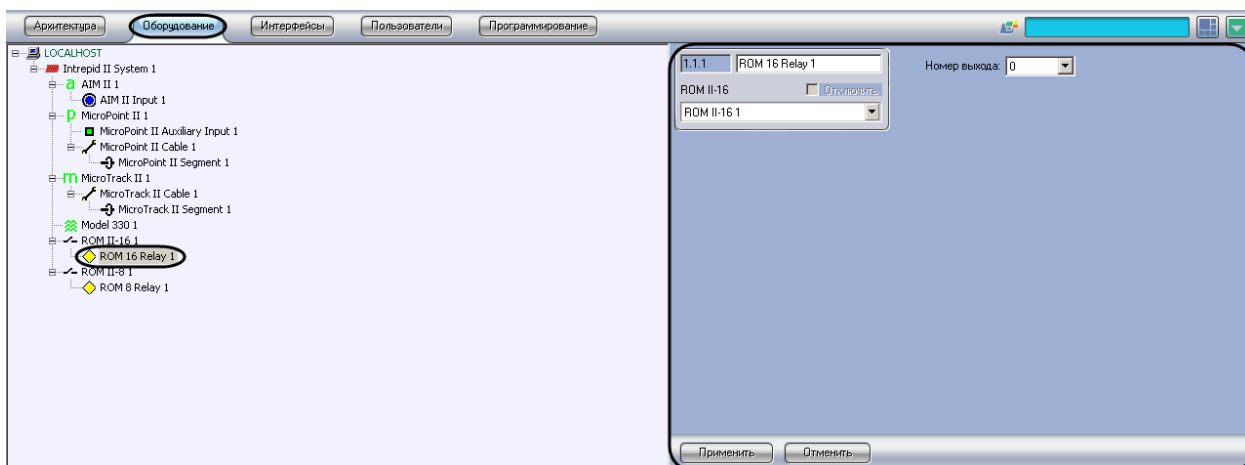 Архитектура Оборудование Интерфейсы Пользователи Программирование
LOCALHOST
Intrepid II System 1
AIM II 1
AIM II Input 1
MicroPoint II 1
MicroPoint II Auxiliary Input 1
MicroPoint II Cable 1
MicroPoint II Segment 1
MicroTrack II 1
MicroTrack II Cable 1
MicroTrack II Segment 1
Model 330 1
ROM II-16 1
ROM 16 Relay 1
ROM II-8 1
ROM 8 Relay 1
1.1.1 ROM 16 Relay 1 Номер выхода: 0
ROM II-16 Отключить
ROM II-16 1
Применить Отменить